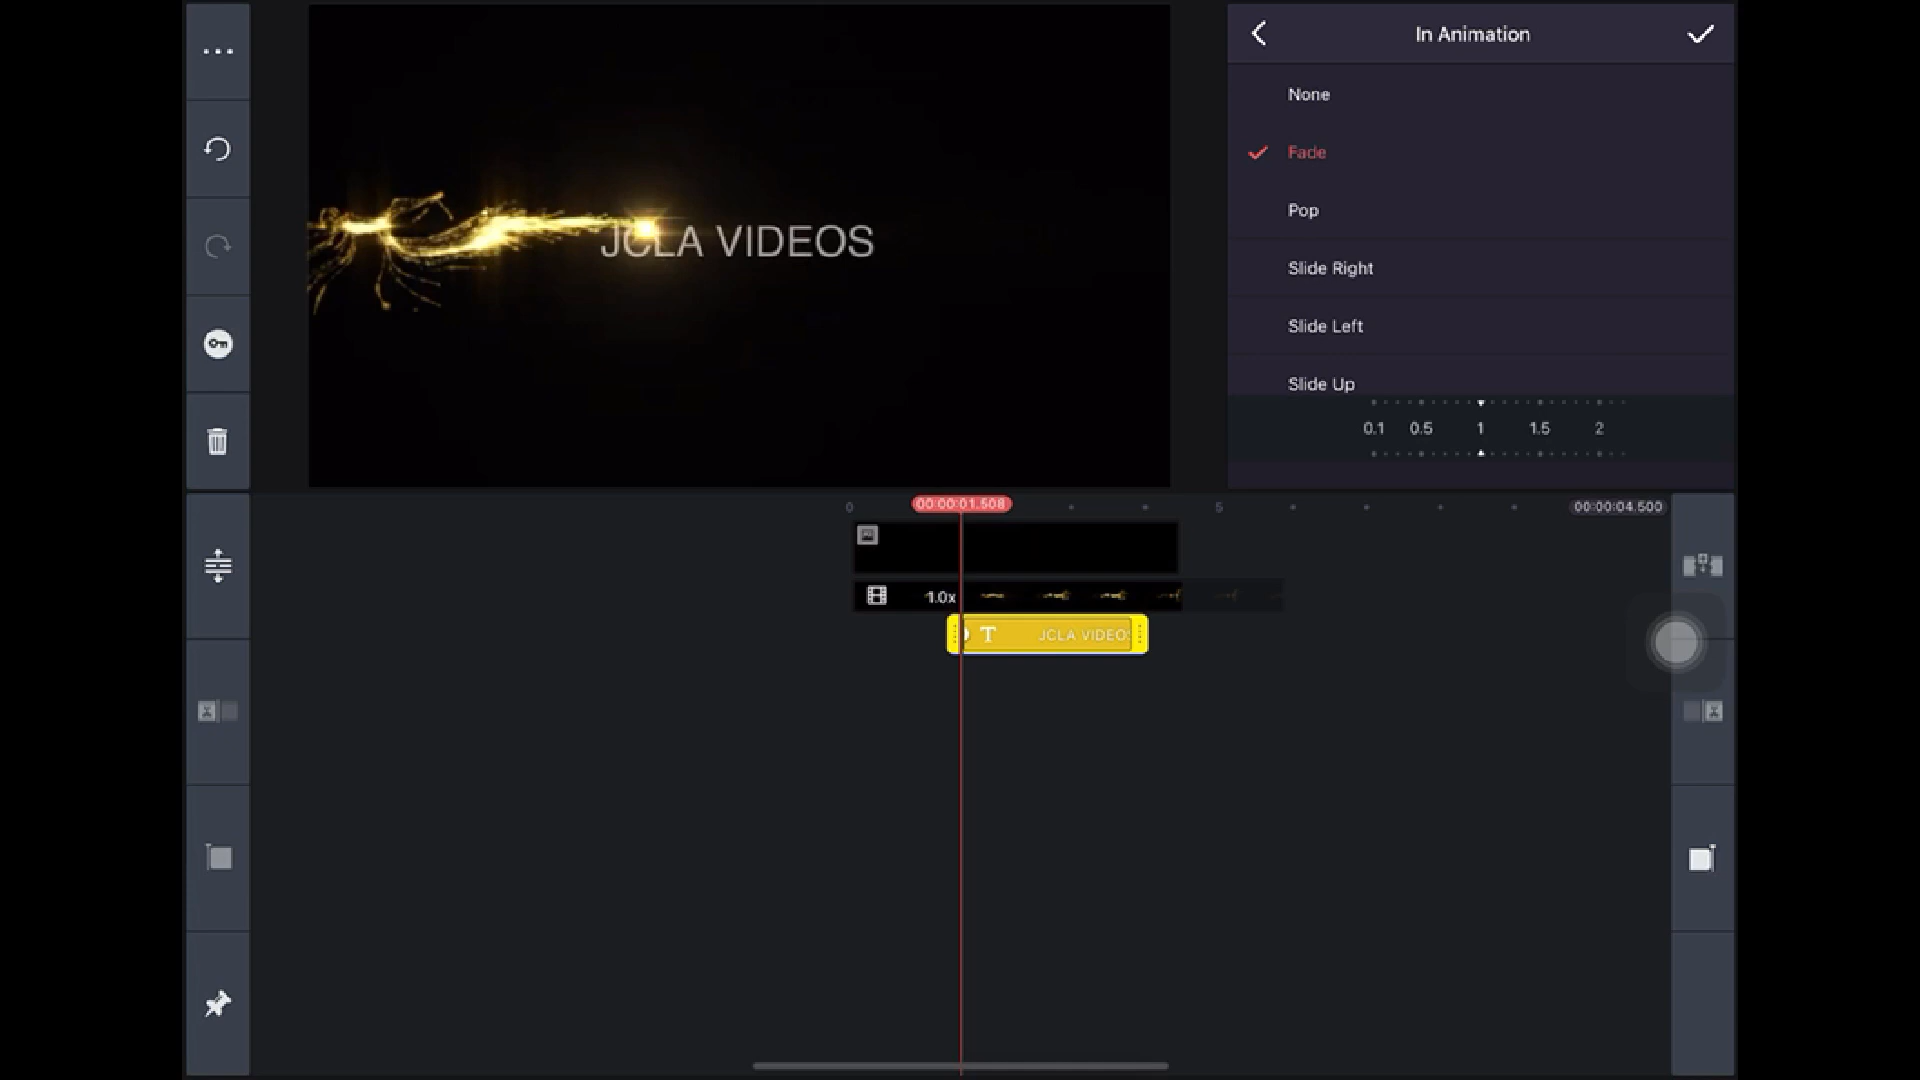 In Animation
None
Fade
Pop
Slide Right
Slide Left
Slide Up
0.1 0.5 1 1.5 2
JCLA VIDEOS
0 00:00:01.508 5 00:00:04.500
1.0x
T JCLA VIDEO